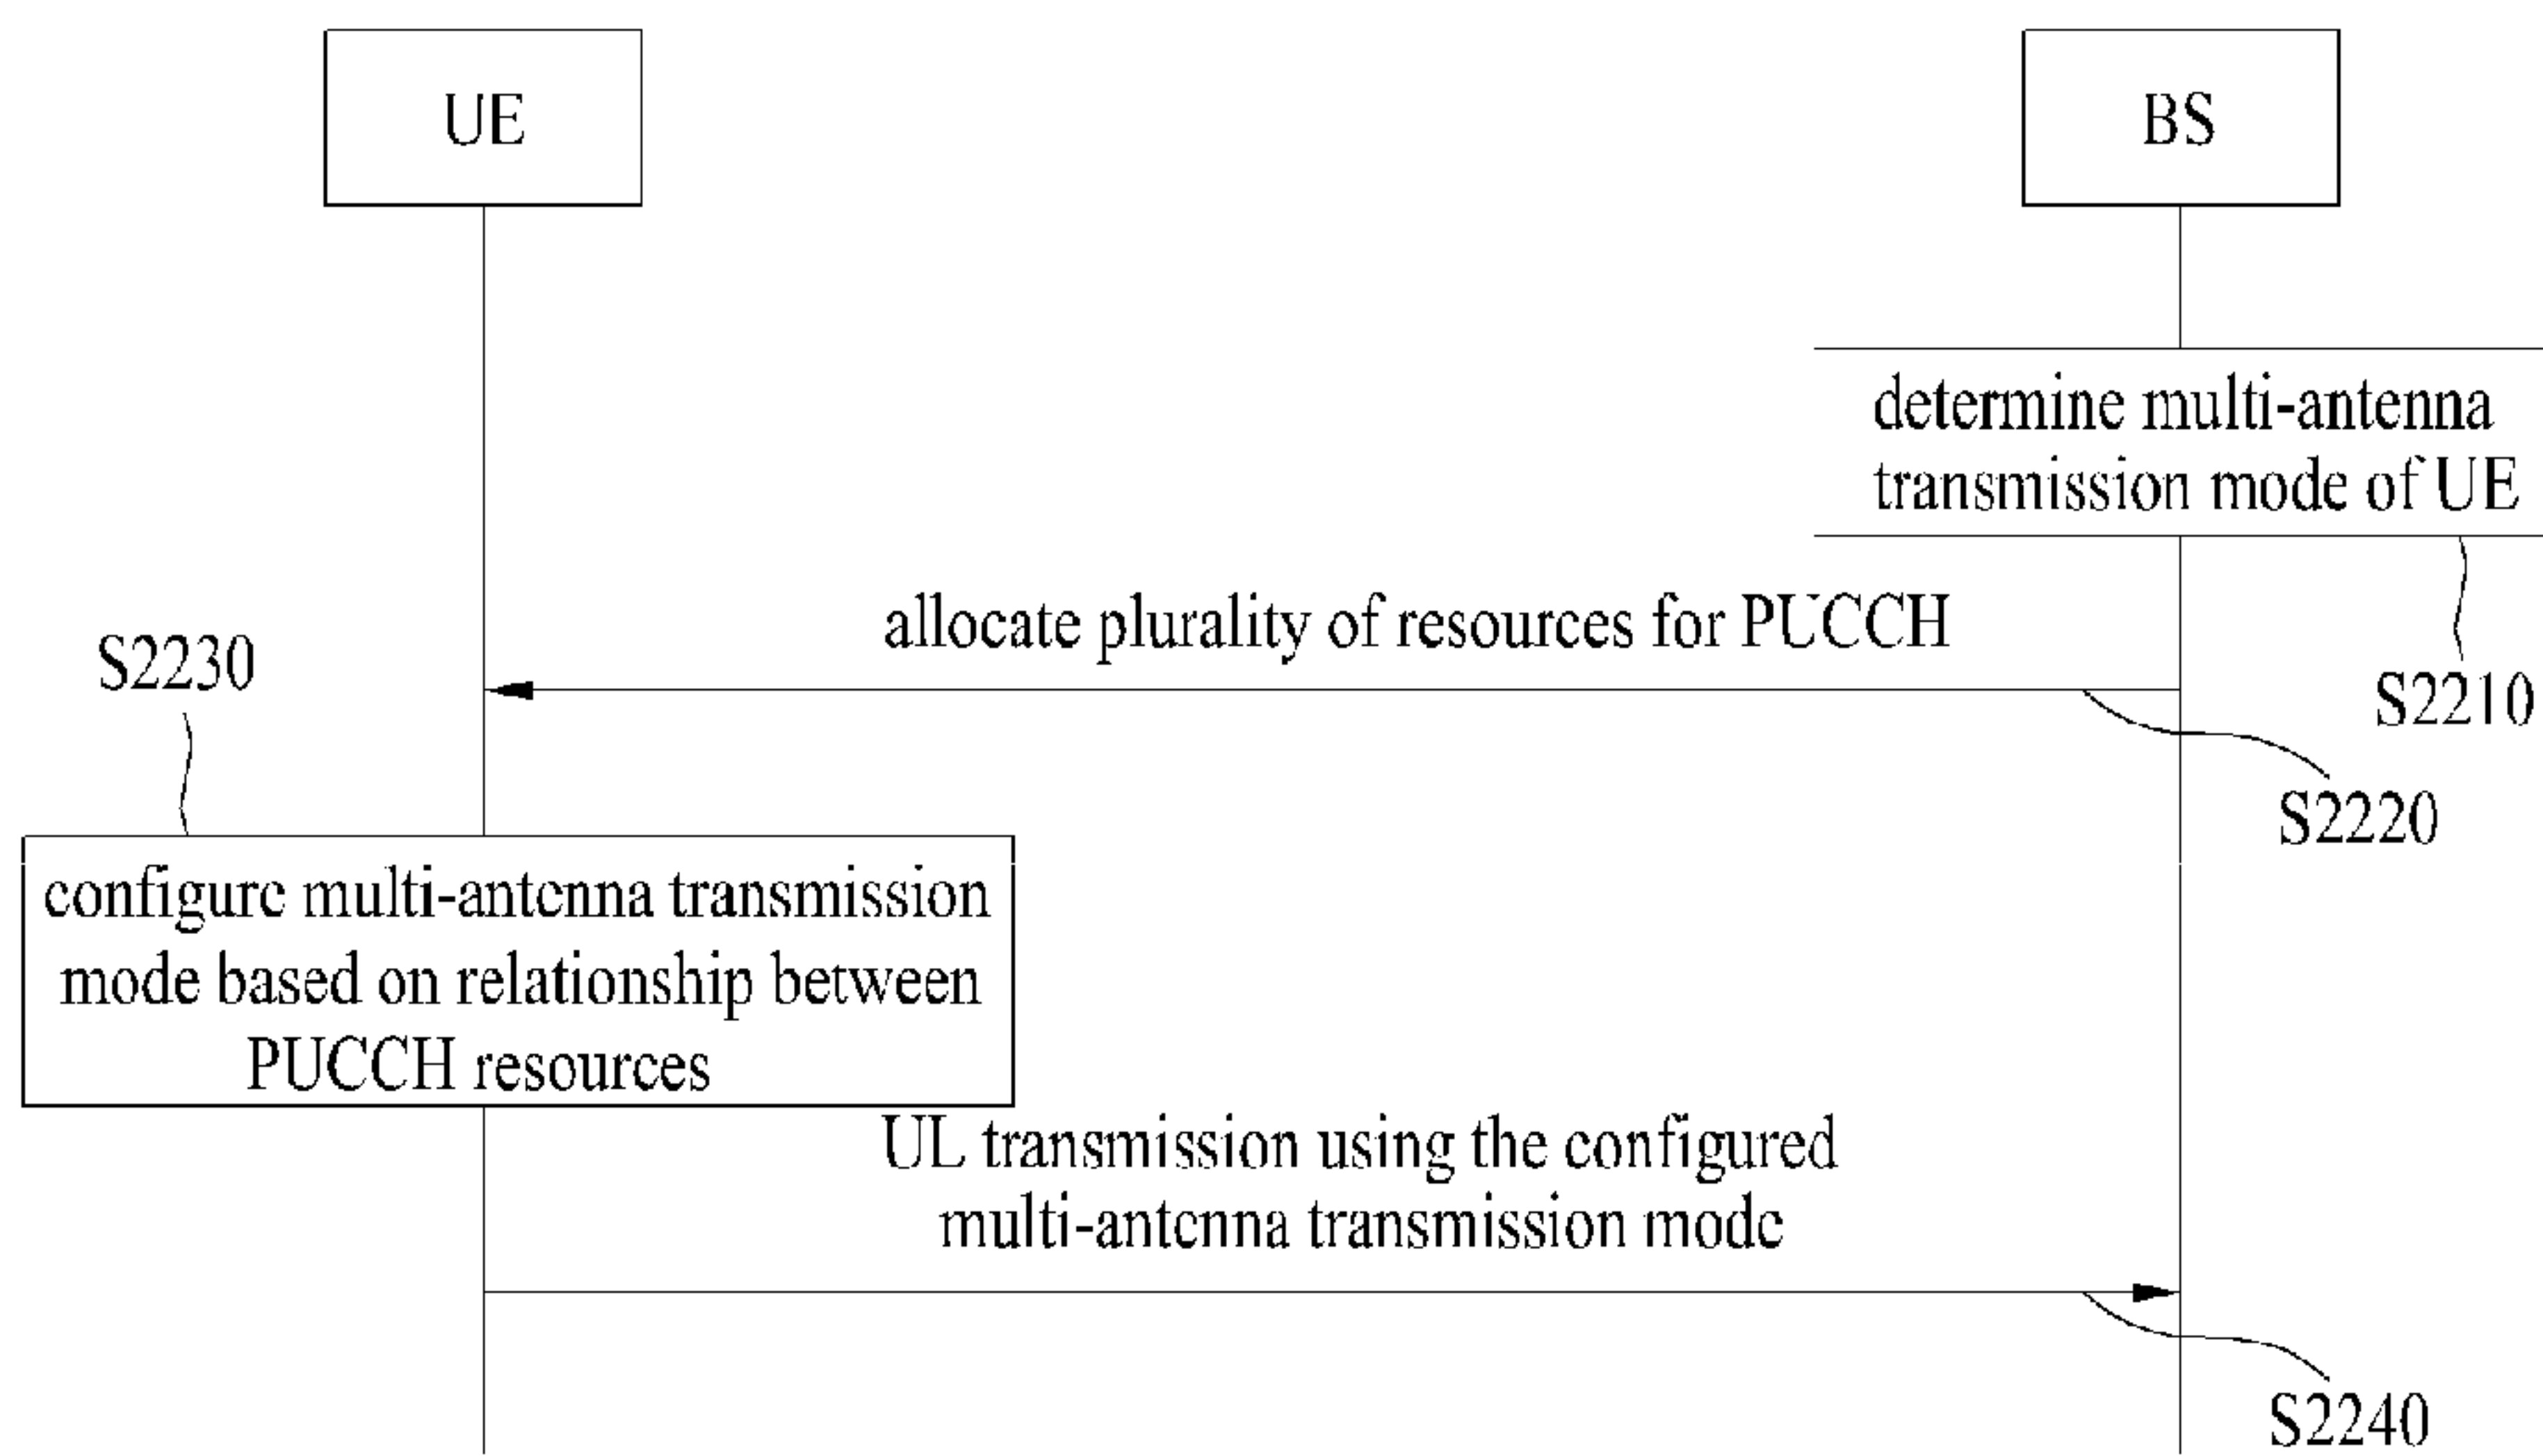 UE
BS
determine multi-antenna
transmission mode of UE
S2210
allocate plurality of resources for PUCCH
S2220
S2230
configure multi-antenna transmission
mode based on relationship between
PUCCH resources
UL transmission using the configured
multi-antenna transmission mode
S2240